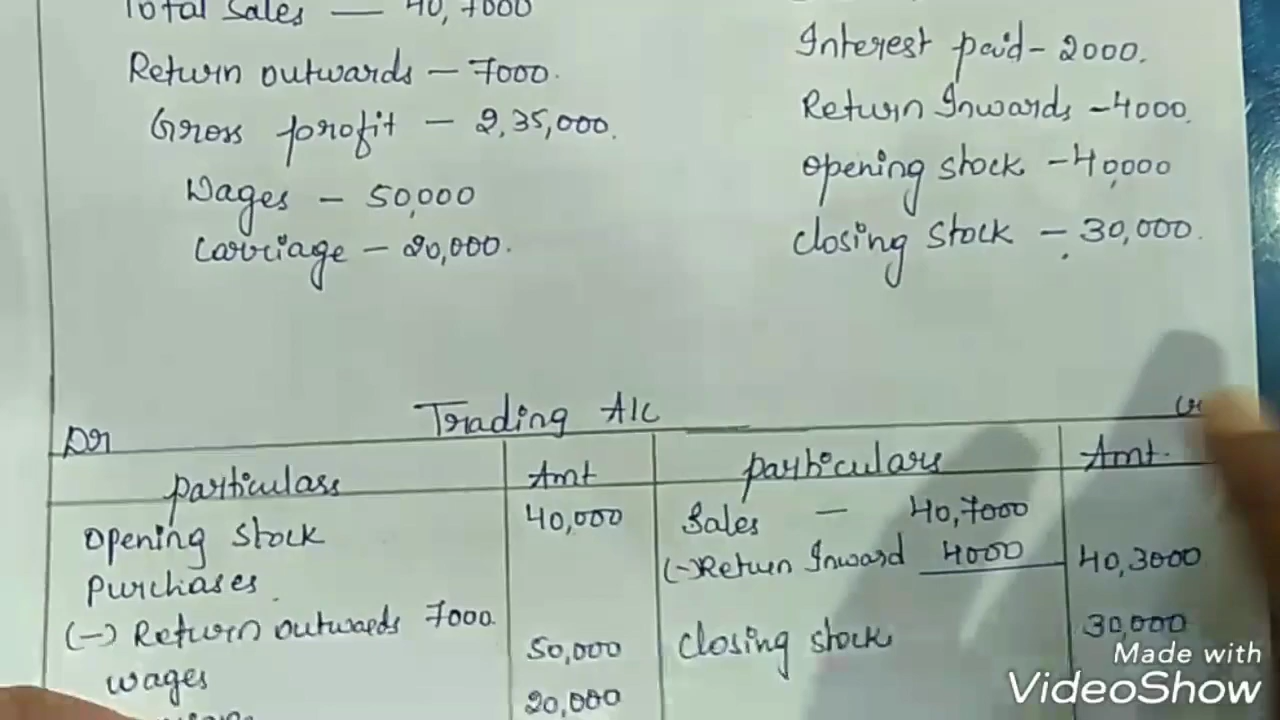 Total Sales — 40,7000
Return outwards — 7000.
Gross profit — 2,35,000.
Wages — 50,000
Carriage — 20,000.
Interest paid - 2000.
Return Inwards - 4000.
Opening stock - 40,000
Closing stock - 30,000.
Trading A/c
Dr
particulars Amt particulars Amt.
Opening stock 40,000 Sales — 40,7000
purchases (-) Return Inward 4000 40,3000
(-) Return outwards 7000. closing stock 30,000
wages 50,000
20,000
Made with
VideoShow